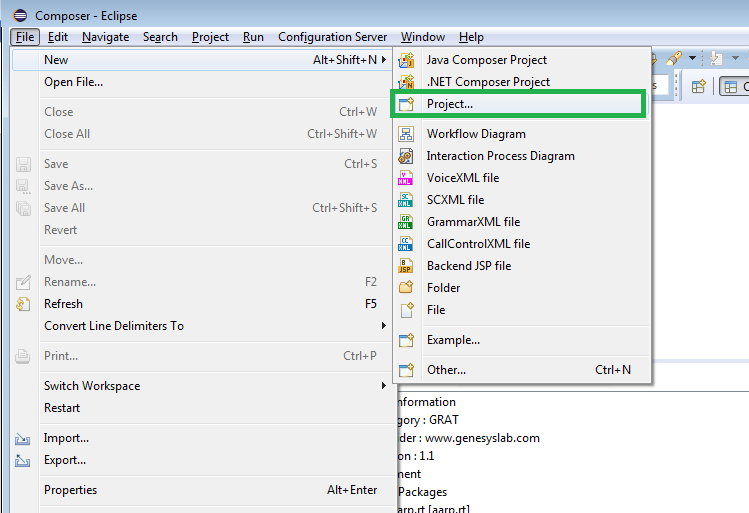 Composer - Eclipse
File Edit Navigate Search Project Run Configuration Server Window Help
New Alt+Shift+N
Open File...
Close Ctrl+W
Close All Ctrl+Shift+W
Save Ctrl+S
Save As...
Save All Ctrl+Shift+S
Revert
Move...
Rename... F2
Refresh F5
Convert Line Delimiters To
Print... Ctrl+P
Switch Workspace
Restart
Import...
Export...
Properties Alt+Enter
Java Composer Project
.NET Composer Project
Project...
Workflow Diagram
Interaction Process Diagram
VoiceXML file
SCXML file
GrammarXML file
CallControlXML file
Backend JSP file
Folder
File
Example...
Other... Ctrl+N
nformation
gory : GRAT
der : www.genesyslab.com
on : 1.1
ment
Packages
aarp.rt [aarp.rt]